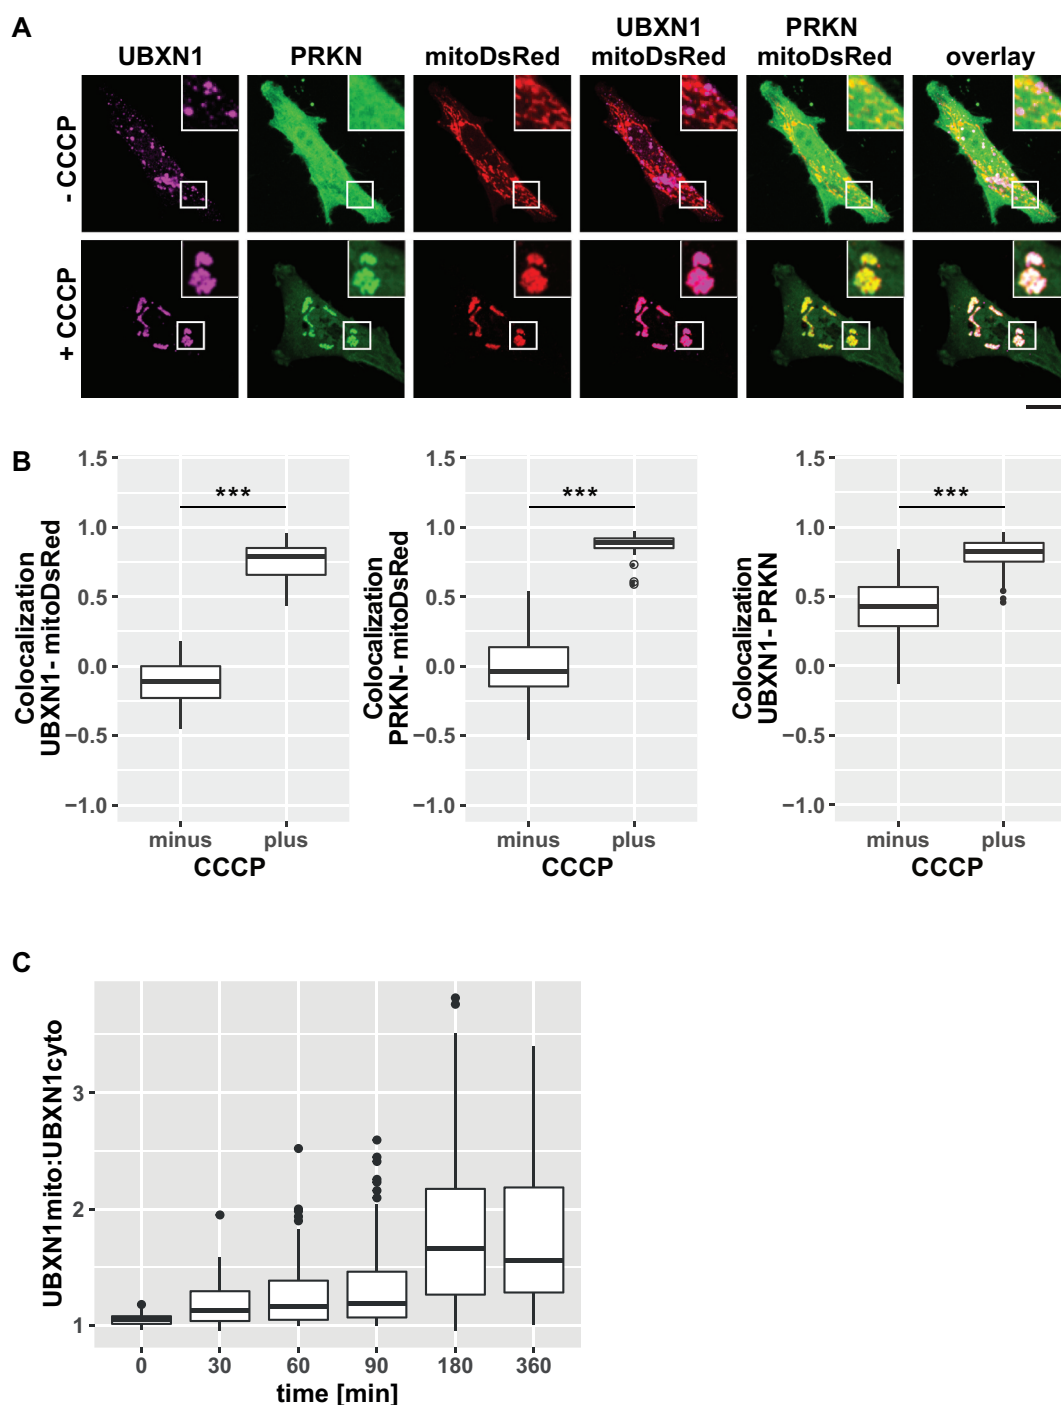 A
UBXN1
PRKN
mitoDsRed
UBXN1
mitoDsRed
PRKN
mitoDsRed
overlay
- CCCP
+ CCCP
B
Colocalization
UBXN1- mitoDsRed
1.5
1.0
0.5
0.0
−0.5
−1.0
***
minus plus
CCCP
Colocalization
PRKN- mitoDsRed
1.5
1.0
0.5
0.0
−0.5
−1.0
***
minus plus
CCCP
Colocalization
UBXN1- PRKN
1.5
1.0
0.5
0.0
−0.5
−1.0
***
minus plus
CCCP
C
UBXN1mito:UBXN1cyto
3
2
1
0 30 60 90 180 360
time [min]